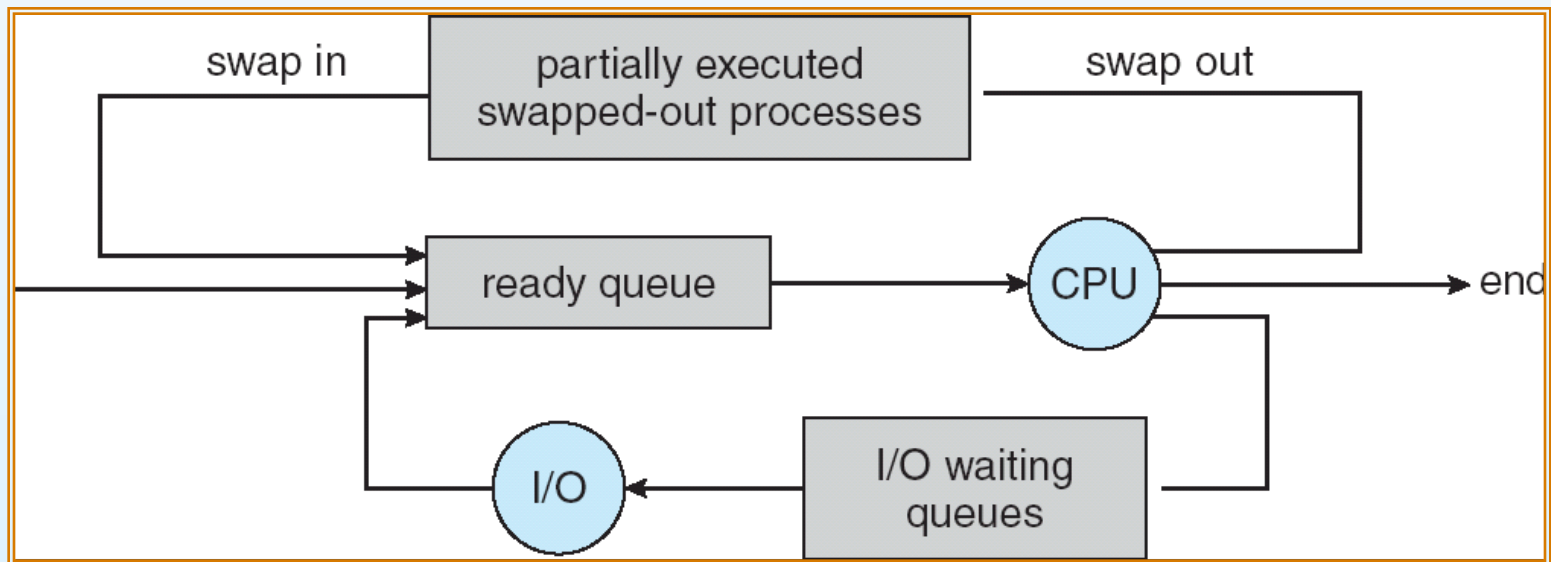 swap in
partially executed
swapped-out processes
swap out
ready queue
CPU
end
I/O
I/O waiting
queues